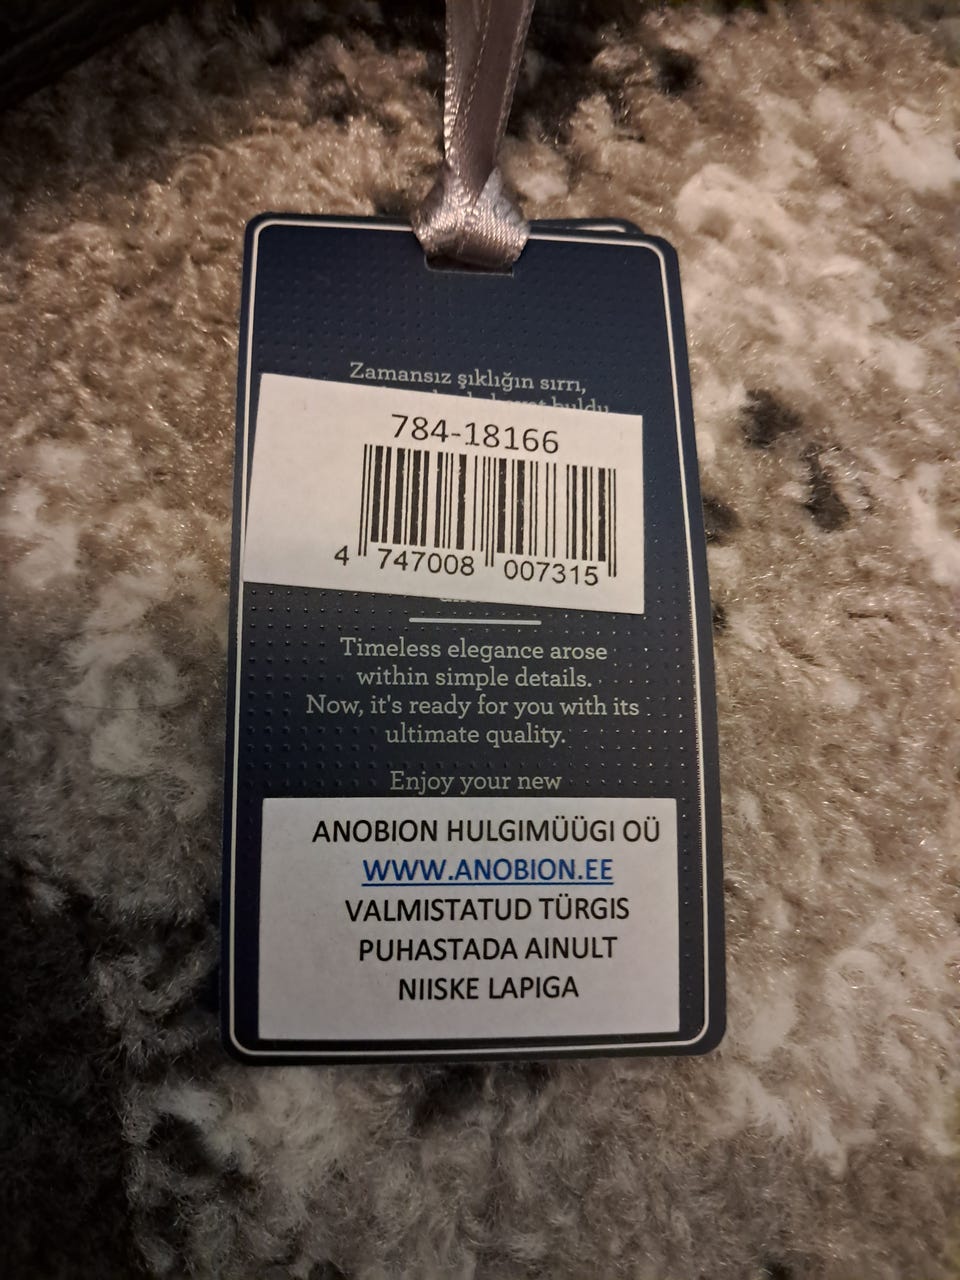 Zamansız şıklığın sırrı,
buldu
784-18166
4 747008 007315
Timeless elegance arose
within simple details.
Now, it's ready for you with its
ultimate quality.
Enjoy your new
ANOBION HULGIMÜÜGI OÜ
WWW.ANOBION.EE
VALMISTATUD TÜRGIS
PUHASTADA AINULT
NIISKE LAPIGA